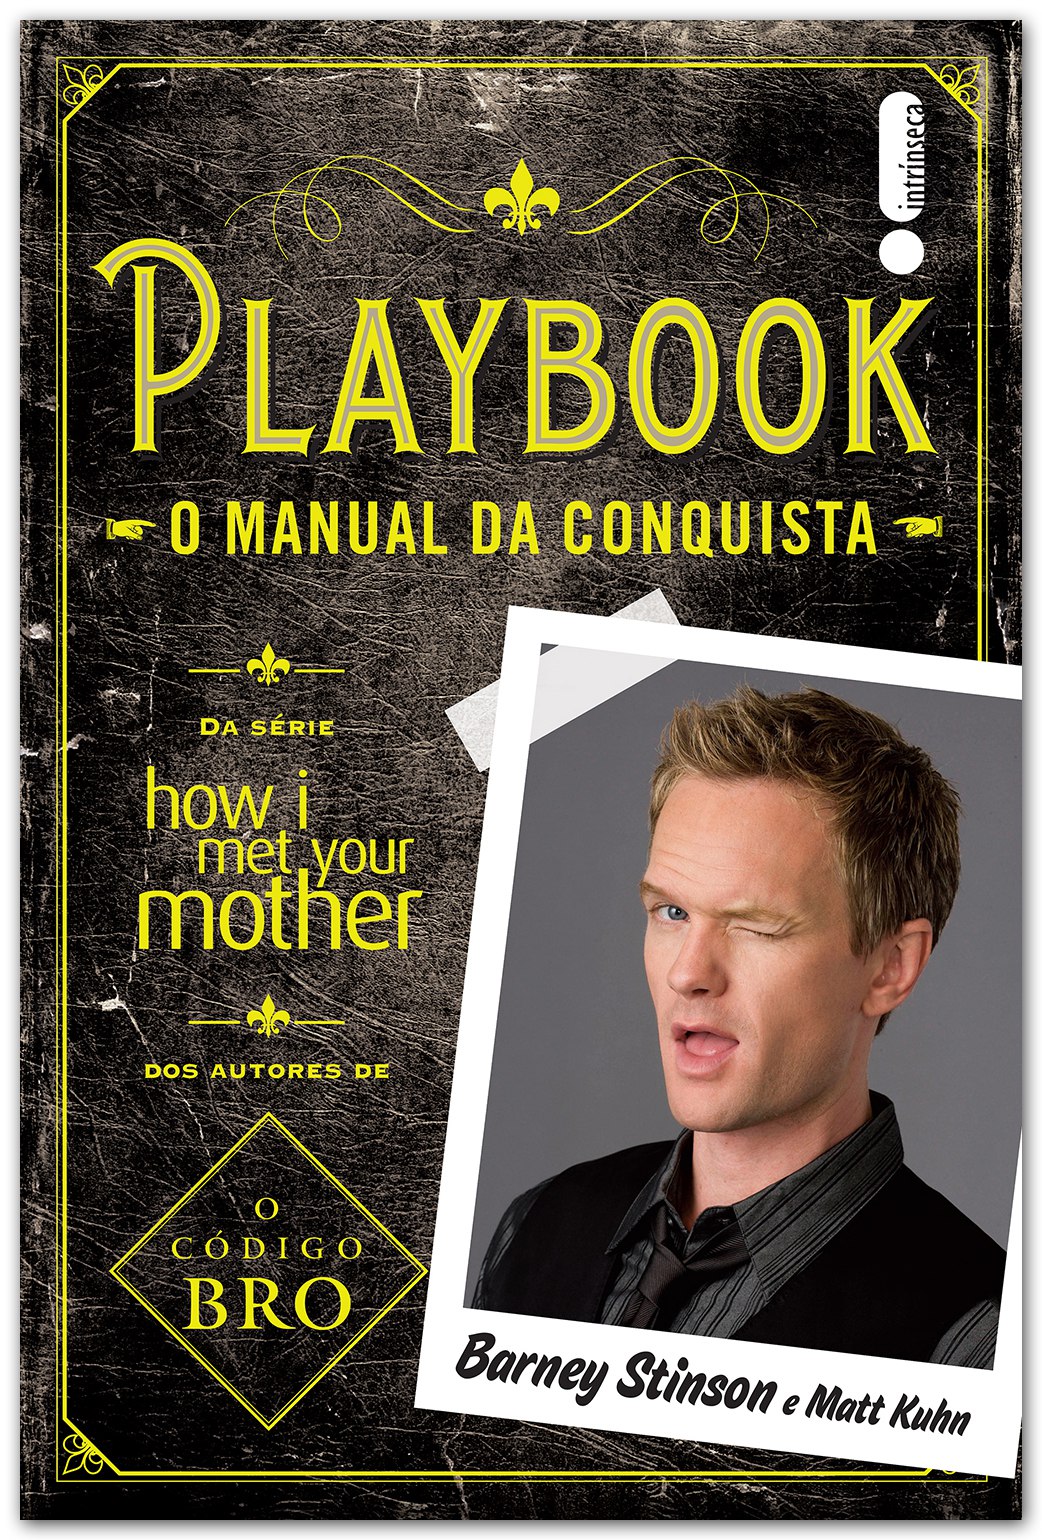 intrínseca
PLAYBOOK
O MANUAL DA CONQUISTA
DA SÉRIE
how i
met your
mother
DOS AUTORES DE
O
CÓDIGO
BRO
Barney Stinson e Matt Kuhn